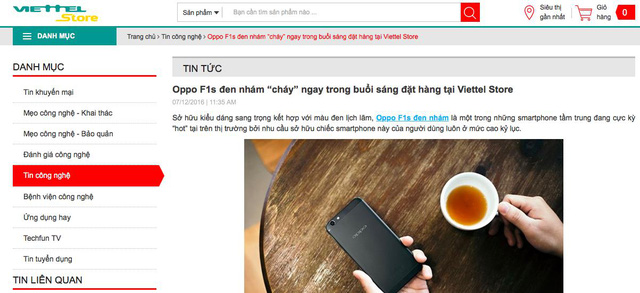 VIETTEL
Store
Sản phẩm
Bạn cần tìm sản phẩm nào ...
Siêu thị
gần nhất
Giỏ
hàng
0
DANH MỤC
Trang chủ › Tin công nghệ › Oppo F1s đen nhám “cháy” ngay trong buổi sáng đặt hàng tại Viettel Store
DANH MỤC
Tin khuyến mại
Mẹo công nghệ - Khai thác
Mẹo công nghệ - Bảo quản
Đánh giá công nghệ
Tin công nghệ
Bệnh viện công nghệ
Ứng dụng hay
Techfun TV
Tin tuyển dụng
TIN LIÊN QUAN
TIN TỨC
Oppo F1s đen nhám “cháy” ngay trong buổi sáng đặt hàng tại Viettel Store
07/12/2016 | 11:35 AM
Sở hữu kiểu dáng sang trọng kết hợp với màu đen lịch lãm, Oppo F1s đen nhám là một trong những smartphone tầm trung đang cực kỳ
"hot" tại trên thị trường bởi nhu cầu sở hữu chiếc smartphone này của người dùng luôn ở mức cao kỷ lục.
oppo